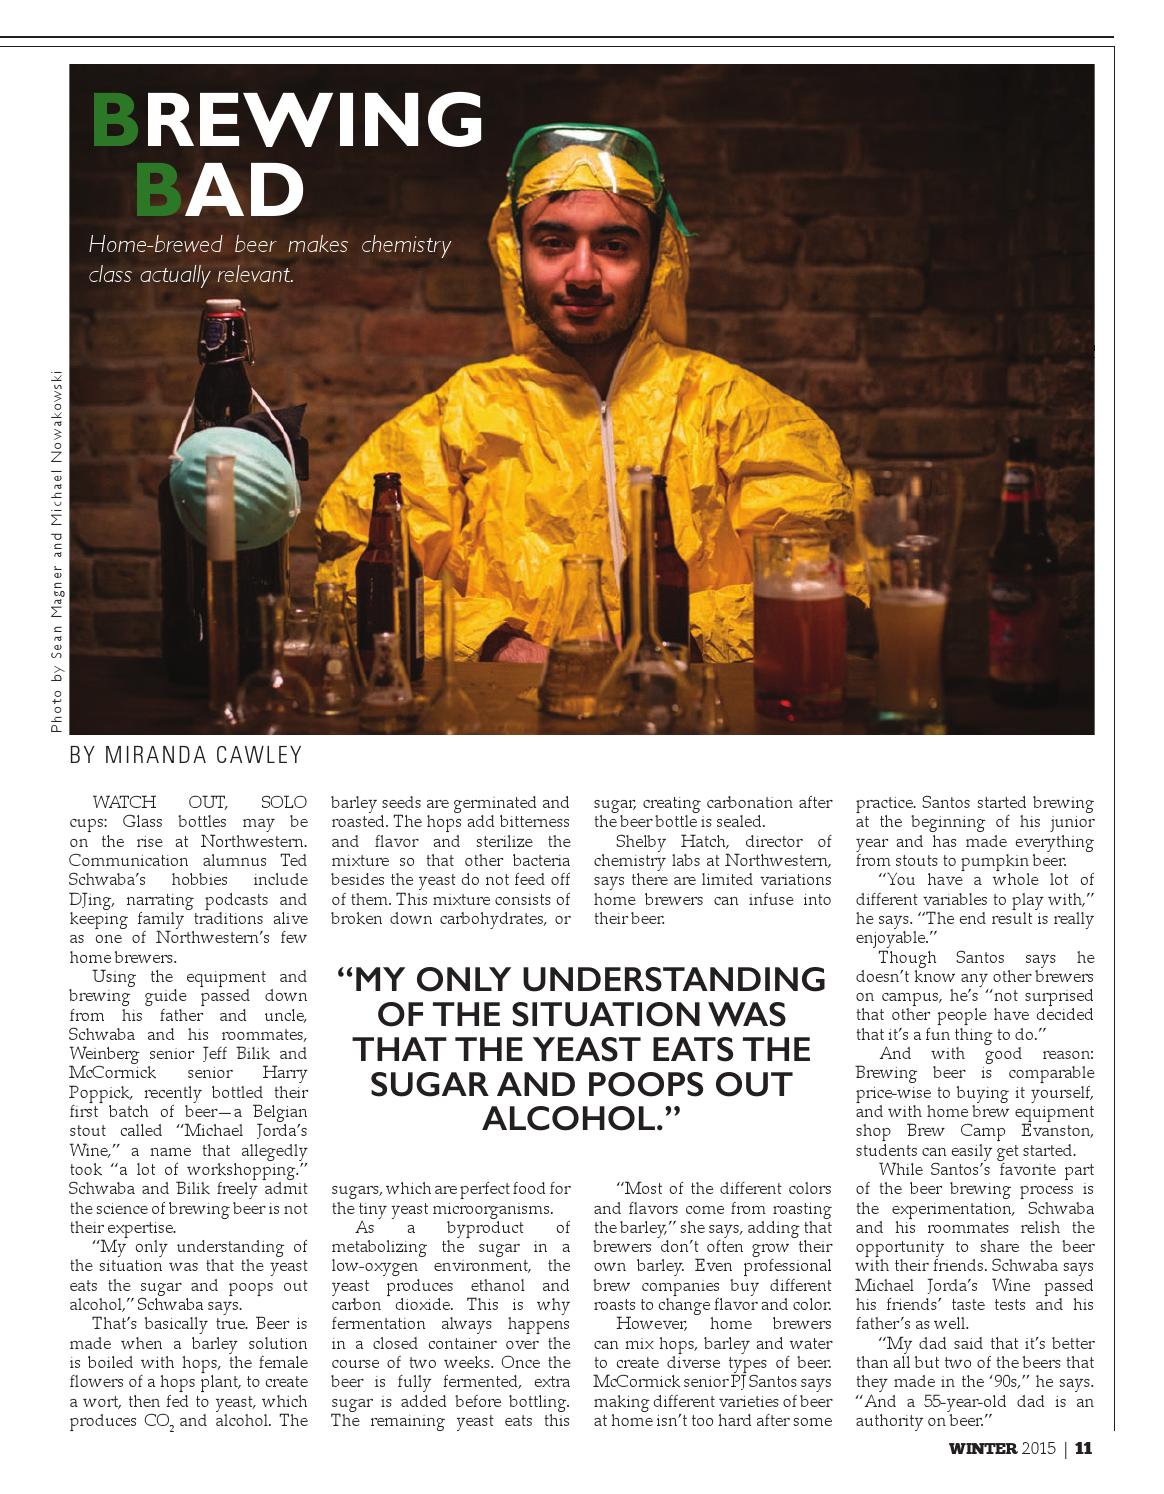 BREWING
BAD
Home-brewed beer makes chemistry
class actually relevant.
Photo by Sean Magner and Michael Nowakowski
BY MIRANDA CAWLEY
WATCH OUT, SOLO
cups: Glass bottles may be
on the rise at Northwestern.
Communication alumnus Ted
Schwaba's hobbies include
DJing, narrating podcasts and
keeping family traditions alive
as one of Northwestern's few
home brewers.
Using the equipment and
brewing guide passed down
from his father and uncle,
Schwaba and his roommates,
Weinberg senior Jeff Bilik and
McCormick senior Harry
Poppick, recently bottled their
first batch of beer—a Belgian
stout called “Michael Jorda's
Wine,” a name that allegedly
took “a lot of workshopping.”
Schwaba and Bilik freely admit
the science of brewing beer is not
their expertise.
“My only understanding of
the situation was that the yeast
eats the sugar and poops out
alcohol,” Schwaba says.
That's basically true. Beer is
made when a barley solution
is boiled with hops, the female
flowers of a hops plant, to create
a wort, then fed to yeast, which
produces CO₂ and alcohol. The
barley seeds are germinated and
roasted. The hops add bitterness
and flavor and sterilize the
mixture so that other bacteria
besides the yeast do not feed off
of them. This mixture consists of
broken down carbohydrates, or
“MY ONLY UNDERSTANDING
OF THE SITUATION WAS
THAT THE YEAST EATS THE
SUGAR AND POOPS OUT
ALCOHOL.”
sugars, which are perfect food for
the tiny yeast microorganisms.
As a byproduct of
metabolizing the sugar in a
low-oxygen environment, the
yeast produces ethanol and
carbon dioxide. This is why
fermentation always happens
in a closed container over the
course of two weeks. Once the
beer is fully fermented, extra
sugar is added before bottling.
The remaining yeast eats this
sugar, creating carbonation after
the beer bottle is sealed.
Shelby Hatch, director of
chemistry labs at Northwestern,
says there are limited variations
home brewers can infuse into
their beer.
“Most of the different colors
and flavors come from roasting
the barley,” she says, adding that
brewers don't often grow their
own barley. Even professional
brew companies buy different
roasts to change flavor and color.
However, home brewers
can mix hops, barley and water
to create diverse types of beer.
McCormick senior PJ Santos says
making different varieties of beer
at home isn't too hard after some
practice. Santos started brewing
at the beginning of his junior
year and has made everything
from stouts to pumpkin beer.
“You have a whole lot of
different variables to play with,”
he says. “The end result is really
enjoyable.”
Though Santos says he
doesn't know any other brewers
on campus, he's “not surprised
that other people have decided
that it's a fun thing to do.”
And with good reason:
Brewing beer is comparable
price-wise to buying it yourself,
and with home brew equipment
shop Brew Camp Evanston,
students can easily get started.
While Santos's favorite part
of the beer brewing process is
the experimentation, Schwaba
and his roommates relish the
opportunity to share the beer
with their friends. Schwaba says
Michael Jorda's Wine passed
his friends' taste tests and his
father's as well.
“My dad said that it's better
than all but two of the beers that
they made in the ‘90s,” he says.
“And a 55-year-old dad is an
authority on beer.”
WINTER 2015 | 11